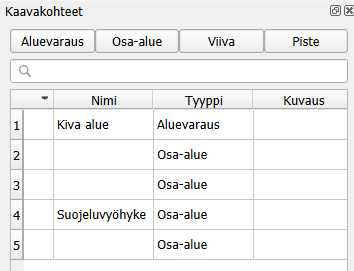 Kaavakohteet
Aluevaraus Osa-alue Viiva Piste
Nimi Tyyppi Kuvaus
1 Kiva alue Aluevaraus
2 Osa-alue
3 Osa-alue
4 Suojeluvyöhyke Osa-alue
5 Osa-alue